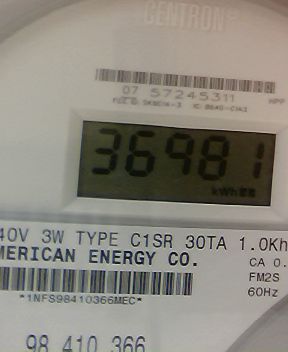 CENTRON®
07 57245311
HPP
36981
kWh
40V 3W TYPE C1SR 30TA 1.0Kh
MERICAN ENERGY CO.
CA 0.
FM2S
*1NFS98410366MEC*
60Hz
98 410 366